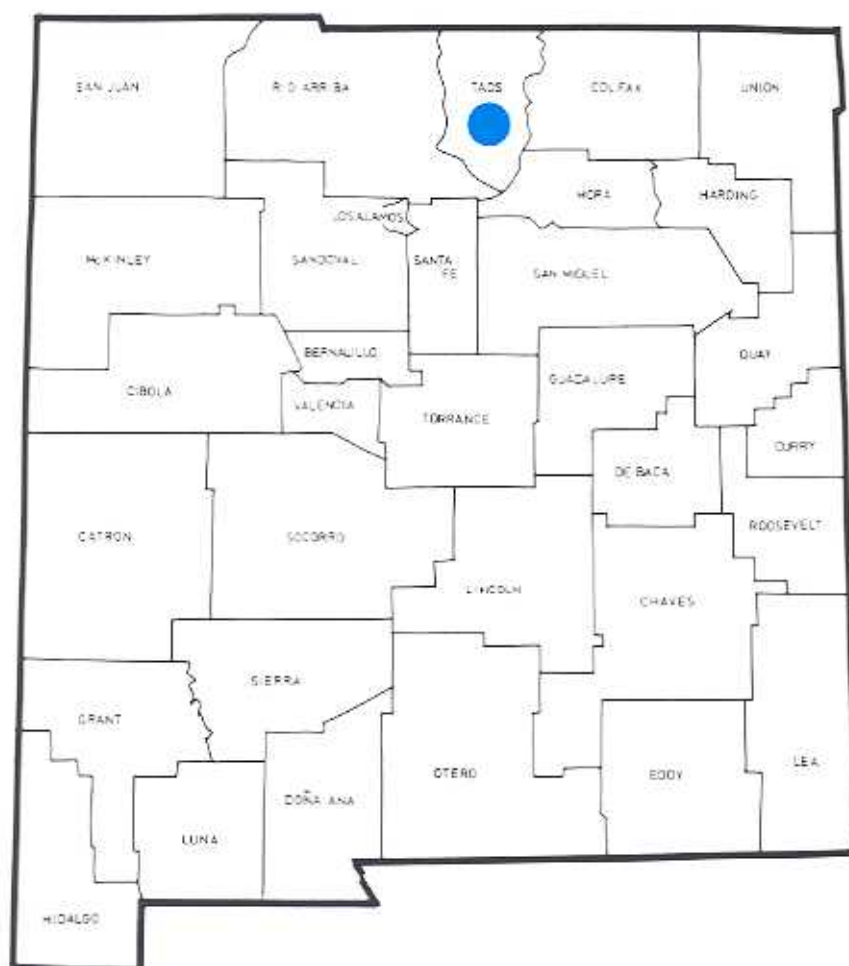 SAN JUAN
RIO ARRIBA
TAOS
COLFAX
UNION
MORA
HARDING
LOS ALAMOS
McKINLEY
SANDOVAL
SANTA
FE
SAN MIGUEL
BERNALILLO
QUAY
CIBOLA
VALENCIA
TORRANCE
GUADALUPE
CURRY
DE BACA
CATRON
SOCORRO
ROOSEVELT
LINCOLN
CHAVES
SIERRA
GRANT
OTERO
EDDY
LEA
DOÑA ANA
LUNA
HIDALGO